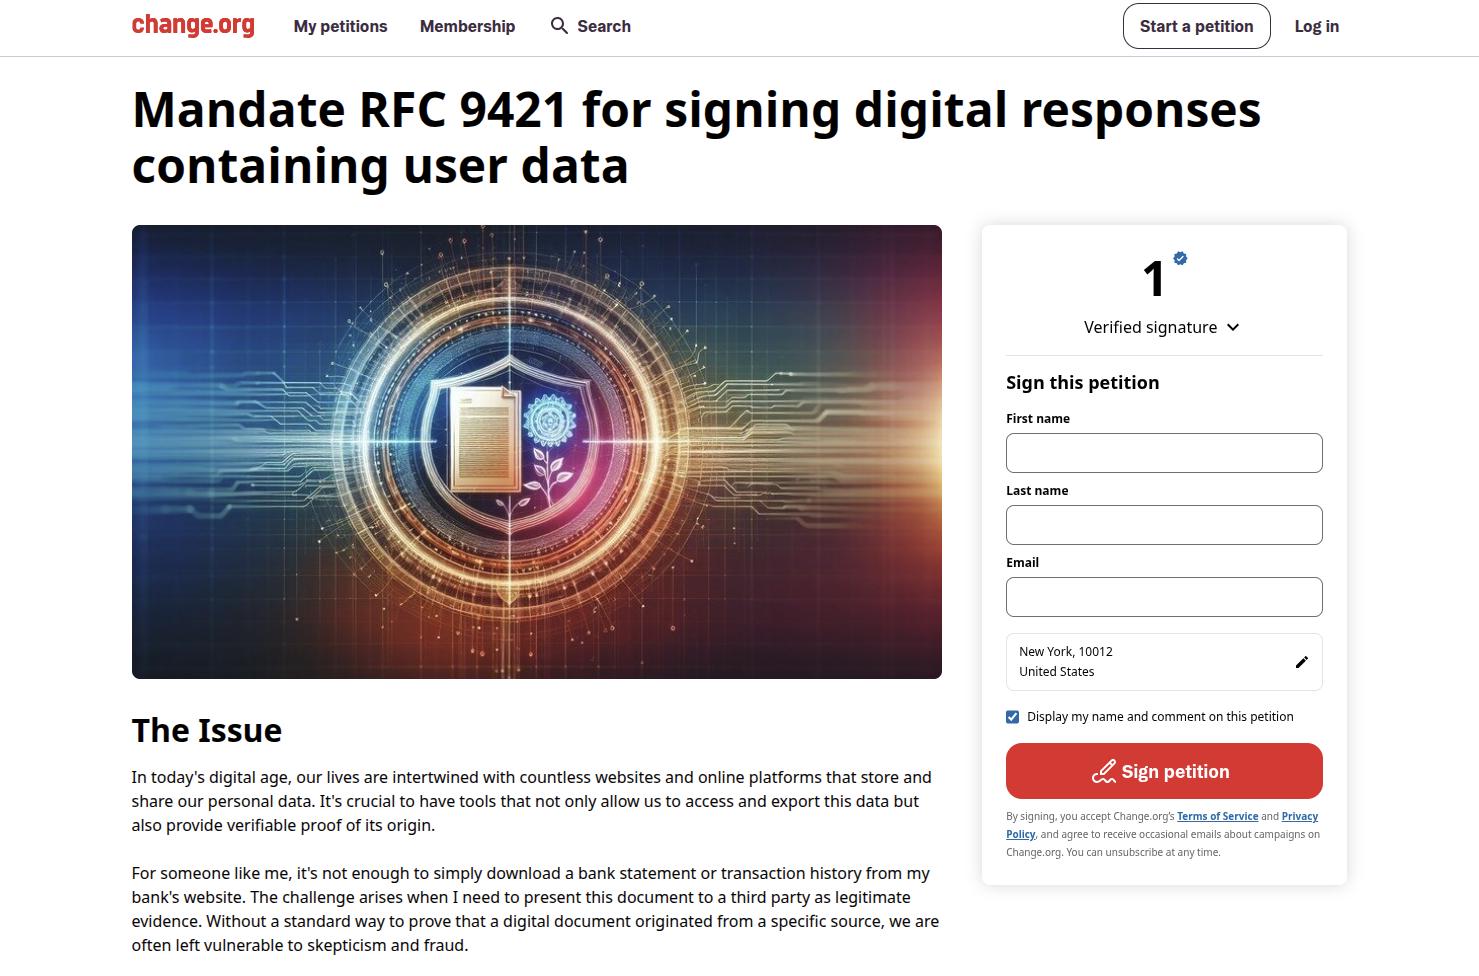 change.org
My petitions
Membership
Search
Start a petition
Log in
Mandate RFC 9421 for signing digital responses
containing user data
1
Verified signature
Sign this petition
First name
Last name
Email
New York, 10012
United States
Display my name and comment on this petition
Sign petition
By signing, you accept Change.org’s Terms of Service and Privacy
Policy, and agree to receive occasional emails about campaigns on
Change.org. You can unsubscribe at any time.
The Issue
In today's digital age, our lives are intertwined with countless websites and online platforms that store and
share our personal data. It's crucial to have tools that not only allow us to access and export this data but
also provide verifiable proof of its origin.
For someone like me, it's not enough to simply download a bank statement or transaction history from my
bank's website. The challenge arises when I need to present this document to a third party as legitimate
evidence. Without a standard way to prove that a digital document originated from a specific source, we are
often left vulnerable to skepticism and fraud.